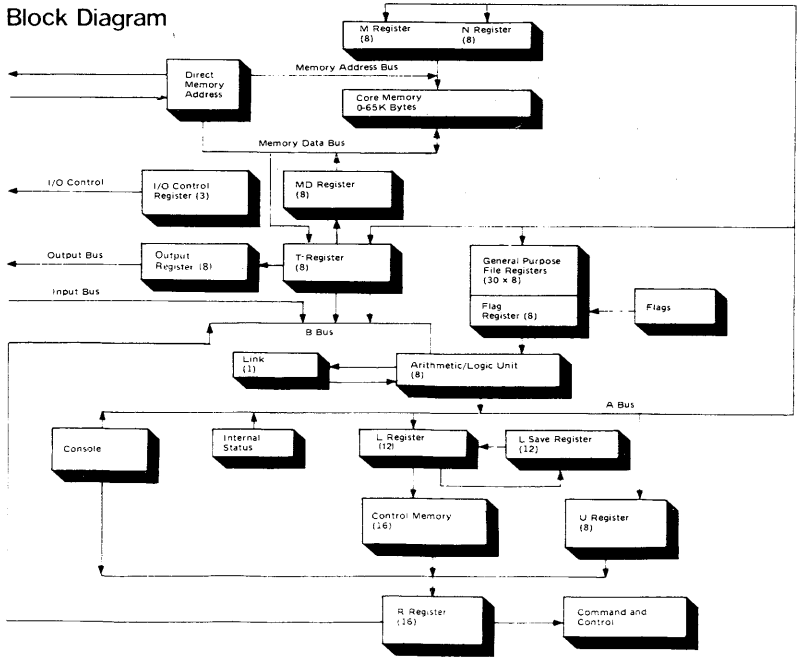 Block Diagram
M Register
(8)
N Register
(8)
Memory Address Bus
Direct
Memory
Address
Core Memory
0-65K Bytes
Memory Data Bus
I/O Control
I/O Control
Register (3)
MD Register
(8)
Output Bus
Output
Register (8)
T-Register
(8)
General Purpose
File Registers
(30 x 8)
Input Bus
Flag
Register (8)
Flags
B Bus
Link
(1)
Arithmetic/Logic Unit
(8)
A Bus
Console
Internal
Status
L Register
(12)
L Save Register
(12)
Control Memory
(16)
U Register
(8)
R Register
(16)
Command and
Control